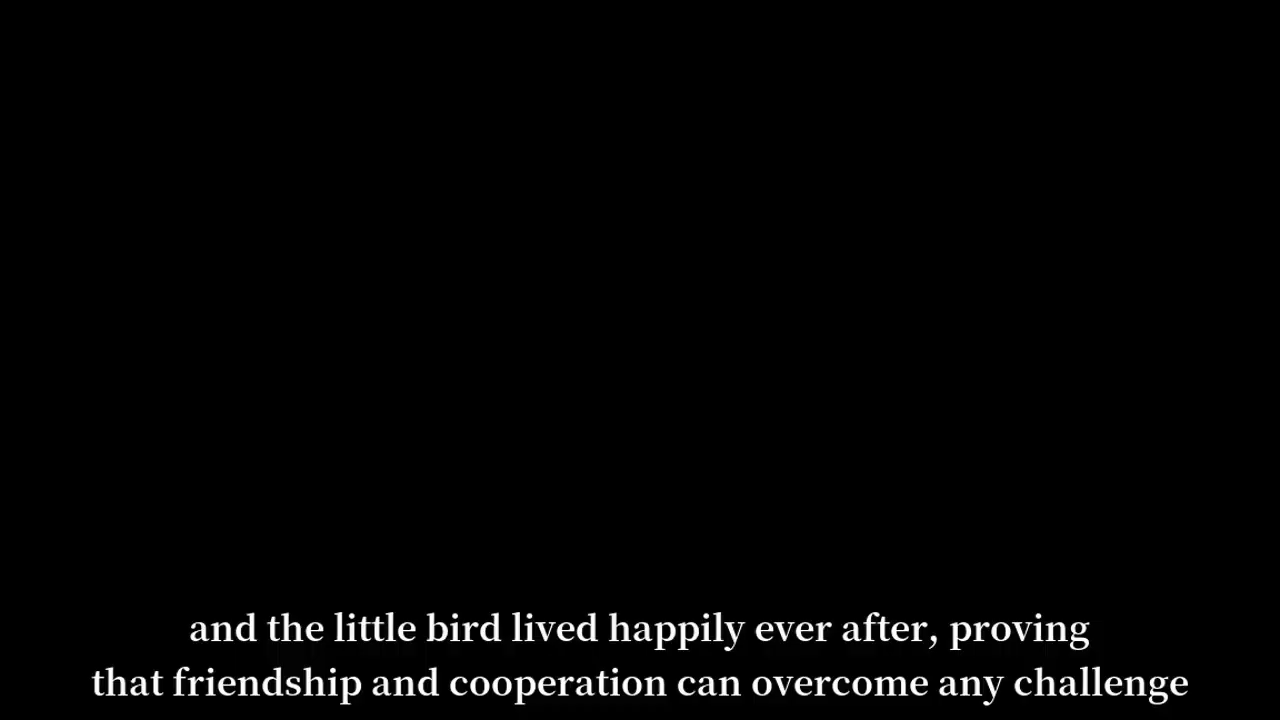 and the little bird lived happily ever after, proving
that friendship and cooperation can overcome any challenge